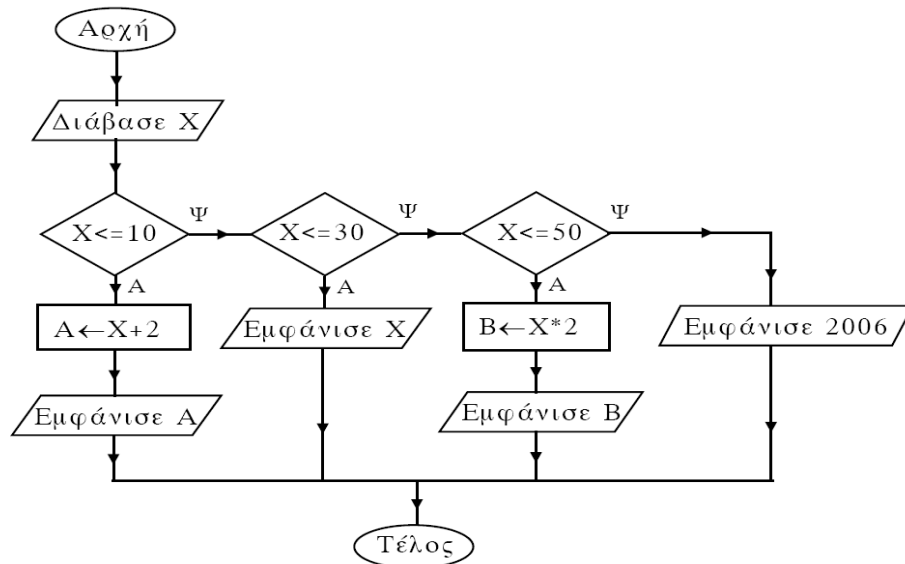 Αρχή
Διάβασε Χ
Χ<=10
Ψ
Χ<=30
Ψ
Χ<=50
Ψ
Α
Α
Α
Α←Χ+2
Εμφάνισε Χ
Β←Χ*2
Εμφάνισε 2006
Εμφάνισε Α
Εμφάνισε Β
Τέλος